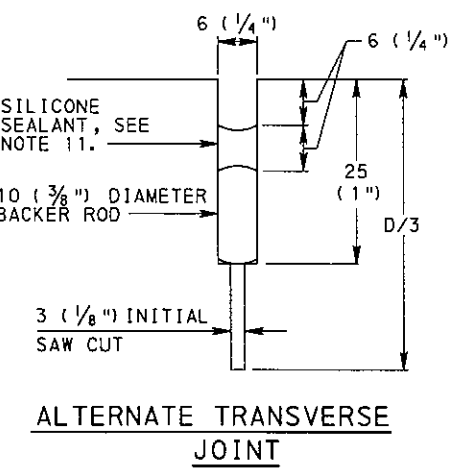 6 (1/4")
6 (1/4")
SILICONE
SEALANT, SEE
NOTE 11.
25
(1")
D/3
10 (3/8") DIAMETER
BACKER ROD
3 (1/8") INITIAL
SAW CUT
ALTERNATE TRANSVERSE
JOINT